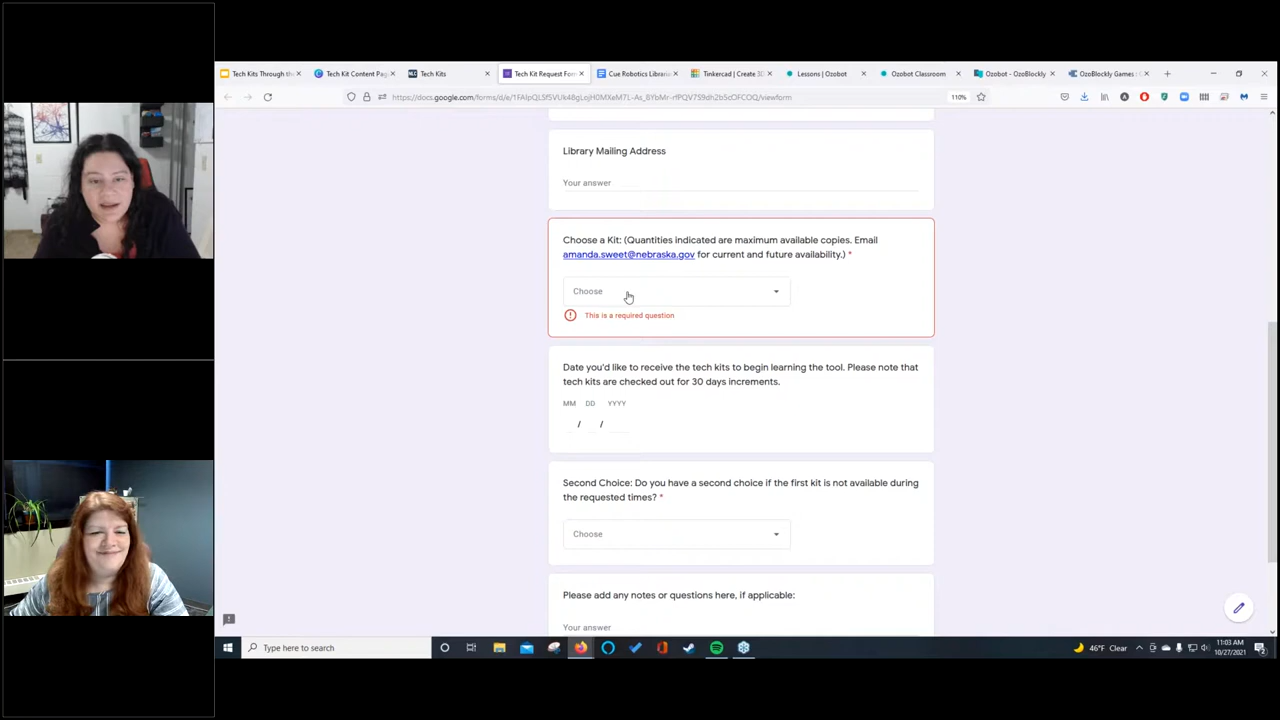 Tech Kits Through the
Tech Kit Content Pag
Tech Kits
Tech Kit Request For
Cue Robotics Librari
Tinkercad | Create 3D
Lessons | Ozobot
Ozobot Classroom
Ozobot - OzoBlockly
OzoBlockly Games | C
110%
Library Mailing Address
Your answer
Choose a Kit: (Quantities indicated are maximum available copies. Email
amanda.sweet@nebraska.gov for current and future availability.) *
Choose
This is a required question
Date you'd like to receive the tech kits to begin learning the tool. Please note that
tech kits are checked out for 30 days increments.
MM DD YYYY
/ /
Second Choice: Do you have a second choice if the first kit is not available during
the requested times? *
Choose
Please add any notes or questions here, if applicable:
Your answer
Type here to search
46°F Clear
11:03 AM
10/27/2021